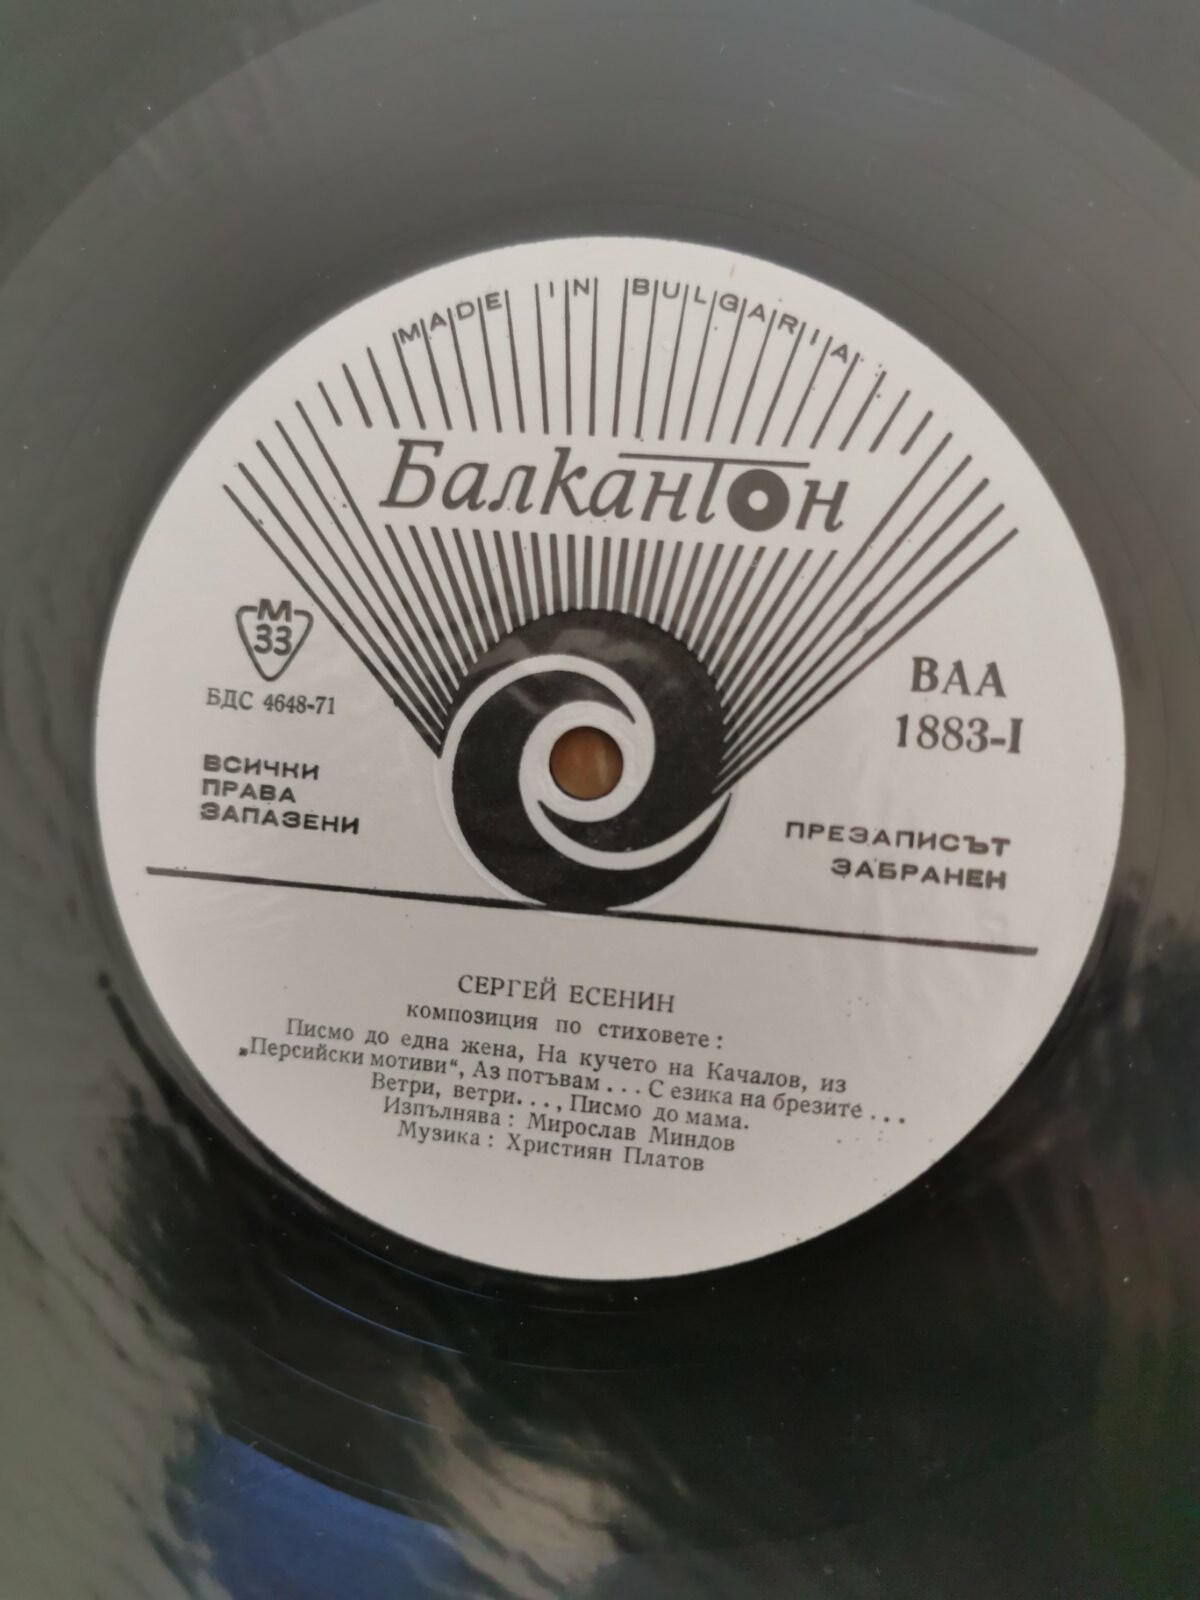 MADE IN BULGARIA
Балкантон
М
33
БДС 4648-71
ВАА
1883-I
ВСИЧКИ
ПРАВА
ЗАПАЗЕНИ
ПРЕЗАПИСЪТ
ЗАБРАНЕН
СЕРГЕЙ ЕСЕНИН
композиция по стиховете:
Писмо до една жена, На кучето на Качалов, из
„Персийски мотиви“, Аз потъвам... С езика на брезите ...
Ветри, ветри..., Писмо до мама.
Изпълнява: Мирослав Миндов
Музика: Християн Платов